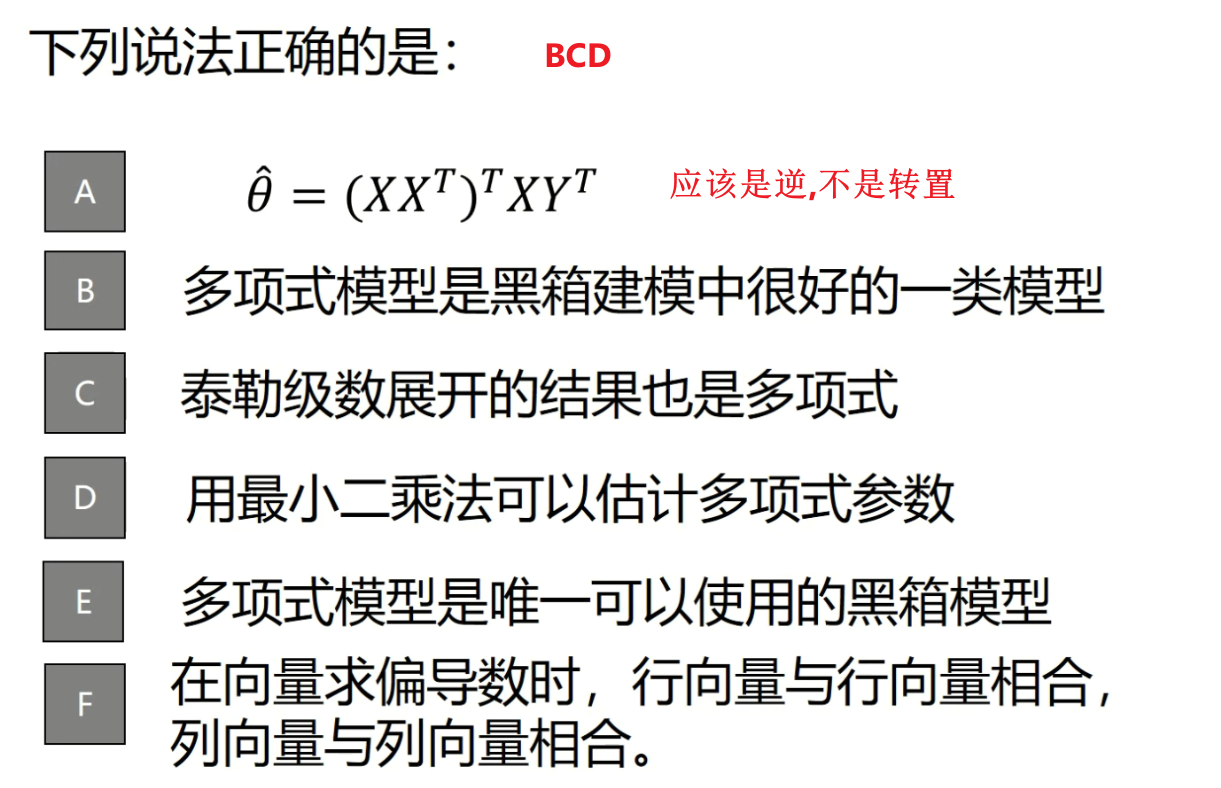 下列说法正确的是： BCD
A $\hat{\theta} = (XX^T)^T XY^T$ 应该是逆,不是转置
B 多项式模型是黑箱建模中很好的一类模型
C 泰勒级数展开的结果也是多项式
D 用最小二乘法可以估计多项式参数
E 多项式模型是唯一可以使用的黑箱模型
F 在向量求偏导数时，行向量与行向量相合，
列向量与列向量相合。